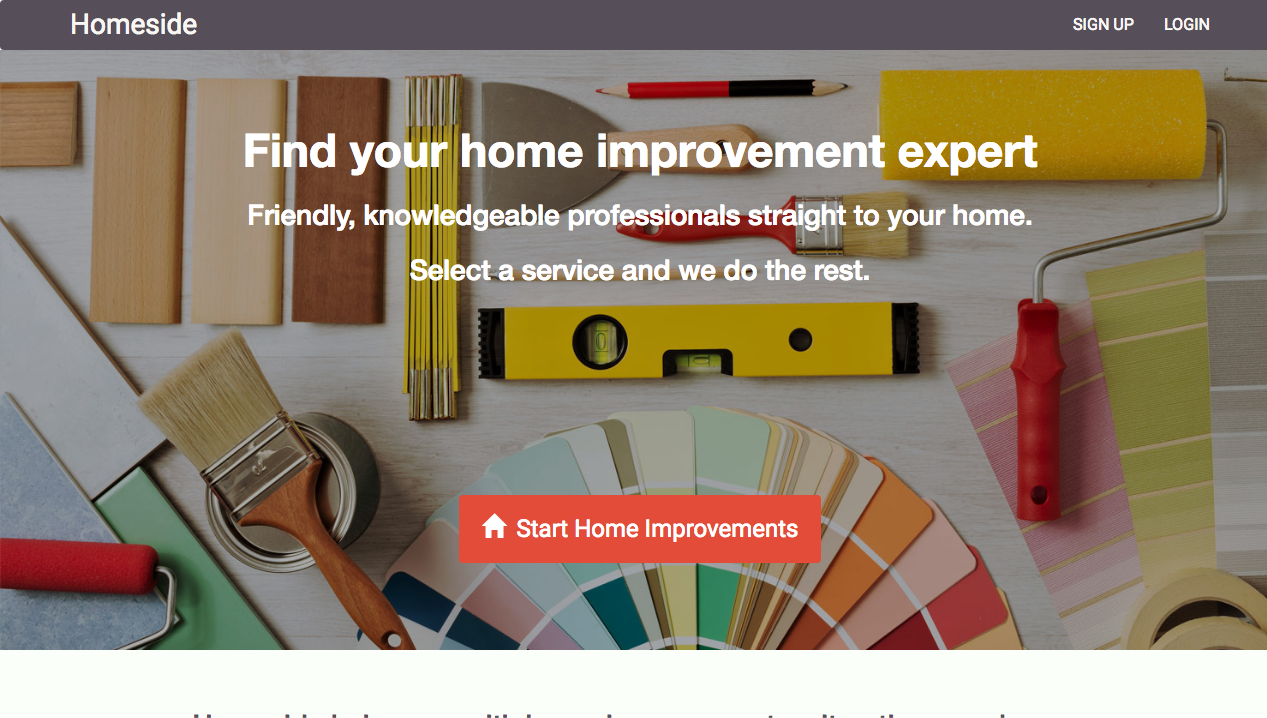 Homeside
SIGN UP
LOGIN
Find your home improvement expert
Friendly, knowledgeable professionals straight to your home.
Select a service and we do the rest.
Start Home Improvements